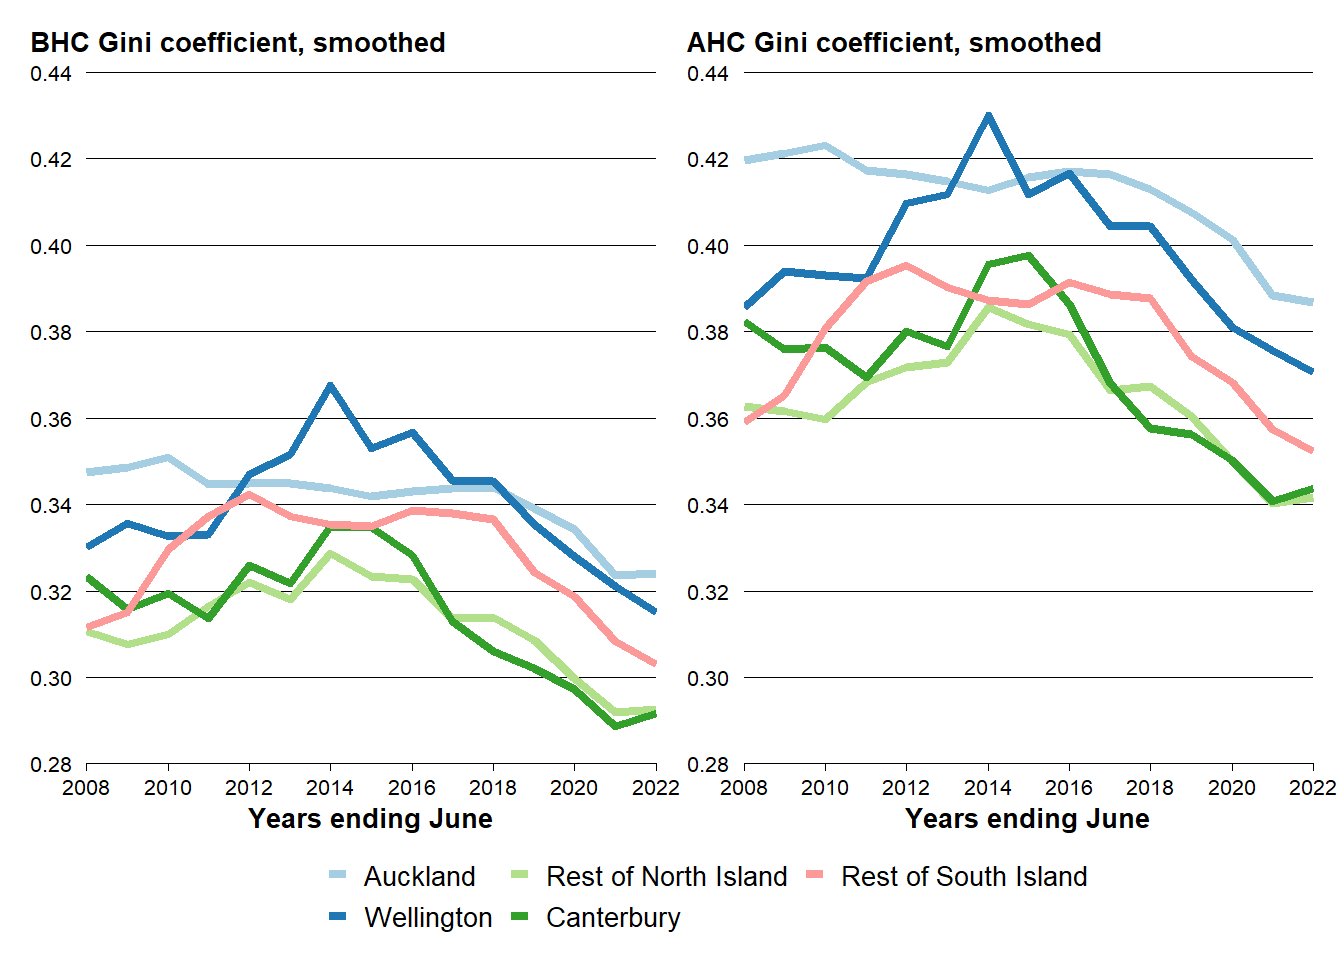 BHC Gini coefficient, smoothed
0.44
0.42
0.40
0.38
0.36
0.34
0.32
0.30
0.28
2008 2010 2012 2014 2016 2018 2020 2022
Years ending June
AHC Gini coefficient, smoothed
0.44
0.42
0.40
0.38
0.36
0.34
0.32
0.30
0.28
2008 2010 2012 2014 2016 2018 2020 2022
Years ending June
Auckland Rest of North Island Rest of South Island
Wellington Canterbury